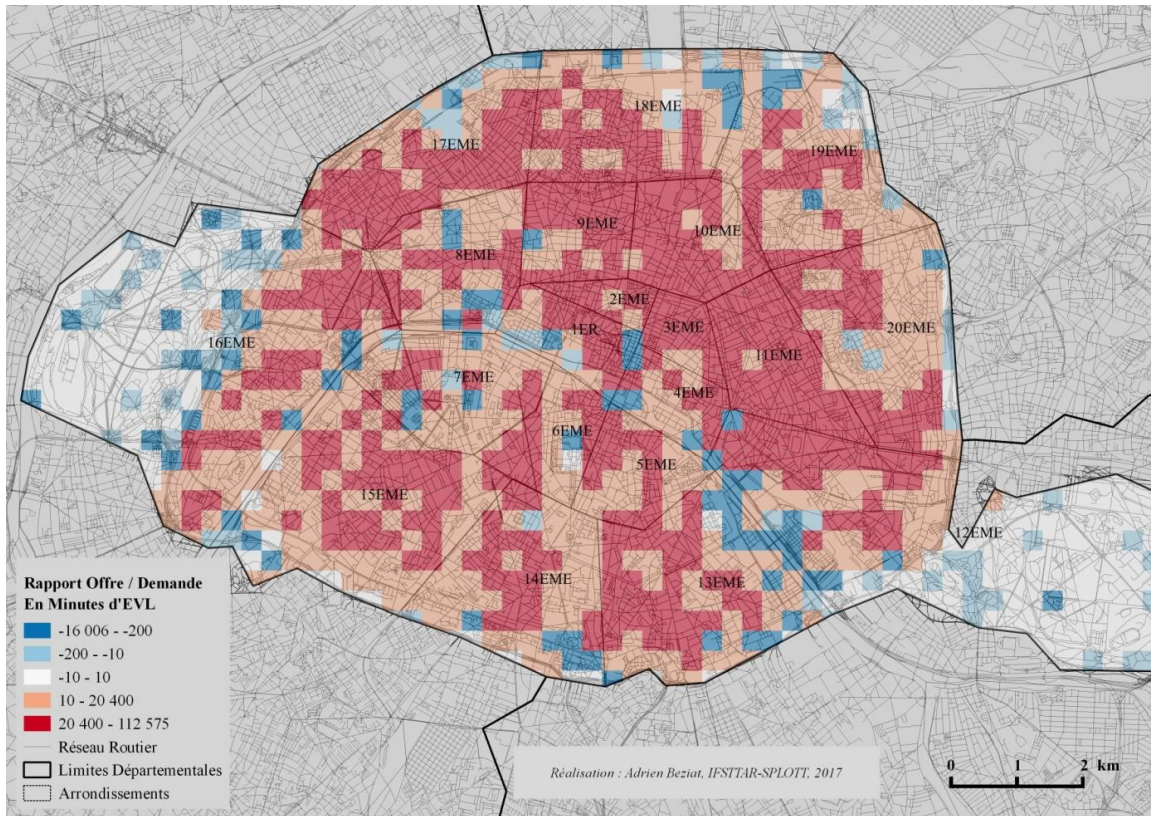 18EME
17EME
19EME
9EME
10EME
8EME
2EME
1ER
3EME
16EME
20EME
11EME
7EME
4EME
6EME
5EME
15EME
12EME
14EME
13EME
Rapport Offre / Demande
En Minutes d'EVL
-16 006 - -200
-200 - -10
-10 - 10
10 - 20 400
20 400 - 112 575
Réseau Routier
Limites Départementales
Arrondissements
Réalisation : Adrien Beziat, IFSTTAR-SPLOTT, 2017
0 1 2 km